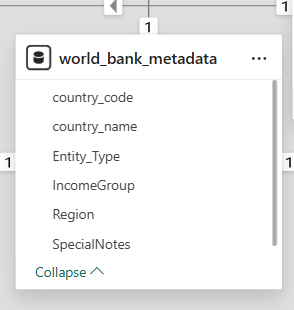 1
world_bank_metadata ...
country_code
country_name
Entity_Type
1
1
IncomeGroup
Region
SpecialNotes
Collapse